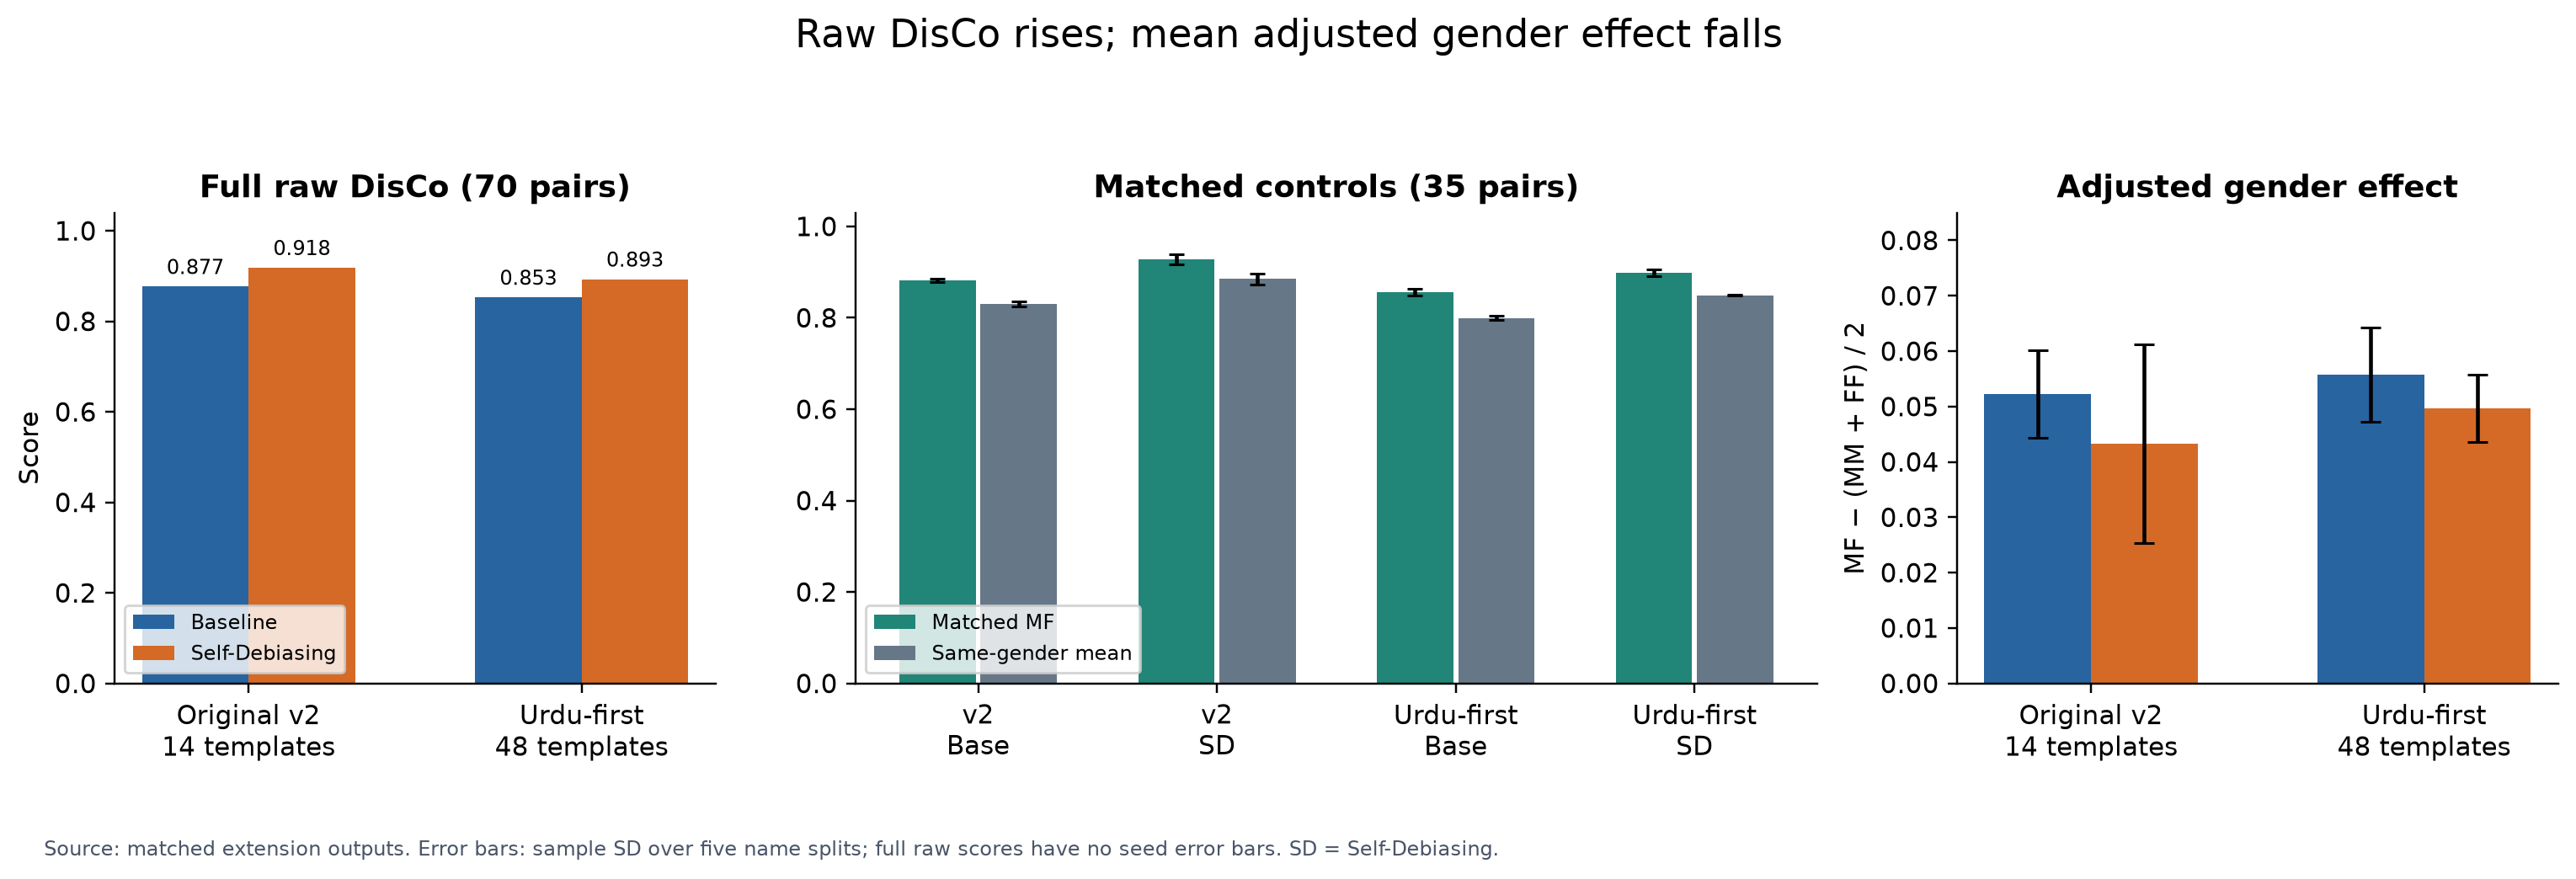 Raw DisCo rises; mean adjusted gender effect falls
Full raw DisCo (70 pairs)
Score
1.0
0.8
0.6
0.4
0.2
0.0
0.877
0.918
0.853
0.893
Baseline
Self-Debiasing
Original v2
14 templates
Urdu-first
48 templates
Matched controls (35 pairs)
1.0
0.8
0.6
0.4
0.2
0.0
Matched MF
Same-gender mean
v2
Base
v2
SD
Urdu-first
Base
Urdu-first
SD
Adjusted gender effect
MF − (MM + FF) / 2
0.08
0.07
0.06
0.05
0.04
0.03
0.02
0.01
0.00
Original v2
14 templates
Urdu-first
48 templates
Source: matched extension outputs. Error bars: sample SD over five name splits; full raw scores have no seed error bars. SD = Self-Debiasing.